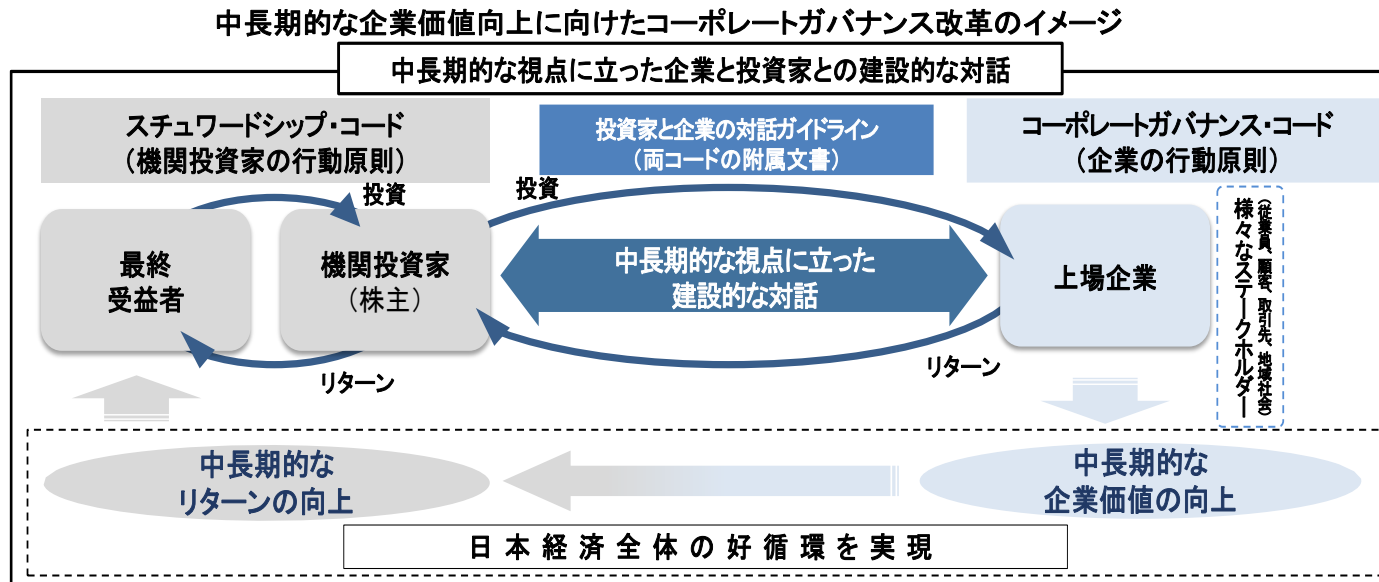 中長期的な企業価値向上に向けたコーポレートガバナンス改革のイメージ
中長期的な視点に立った企業と投資家との建設的な対話
スチュワードシップ・コード
（機関投資家の行動原則）
投資家と企業の対話ガイドライン
（両コードの附属文書）
コーポレートガバナンス・コード
（企業の行動原則）
投資
投資
最終
受益者
機関投資家
（株主）
中長期的な視点に立った
建設的な対話
上場企業
様々なステークホルダー
（従業員、顧客、取引先、地域社会）
リターン
リターン
中長期的な
リターンの向上
中長期的な
企業価値の向上
日本経済全体の好循環を実現